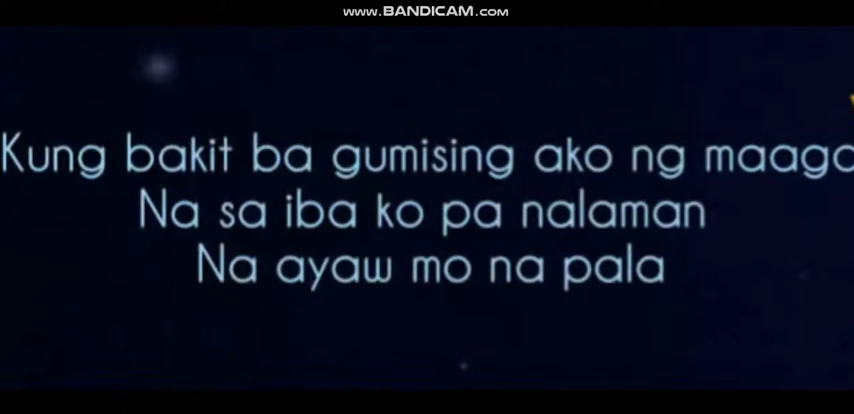 www.BANDICAM.com
Kung bakit ba gumising ako ng maaga
Na sa iba ko pa nalaman
Na ayaw mo na pala